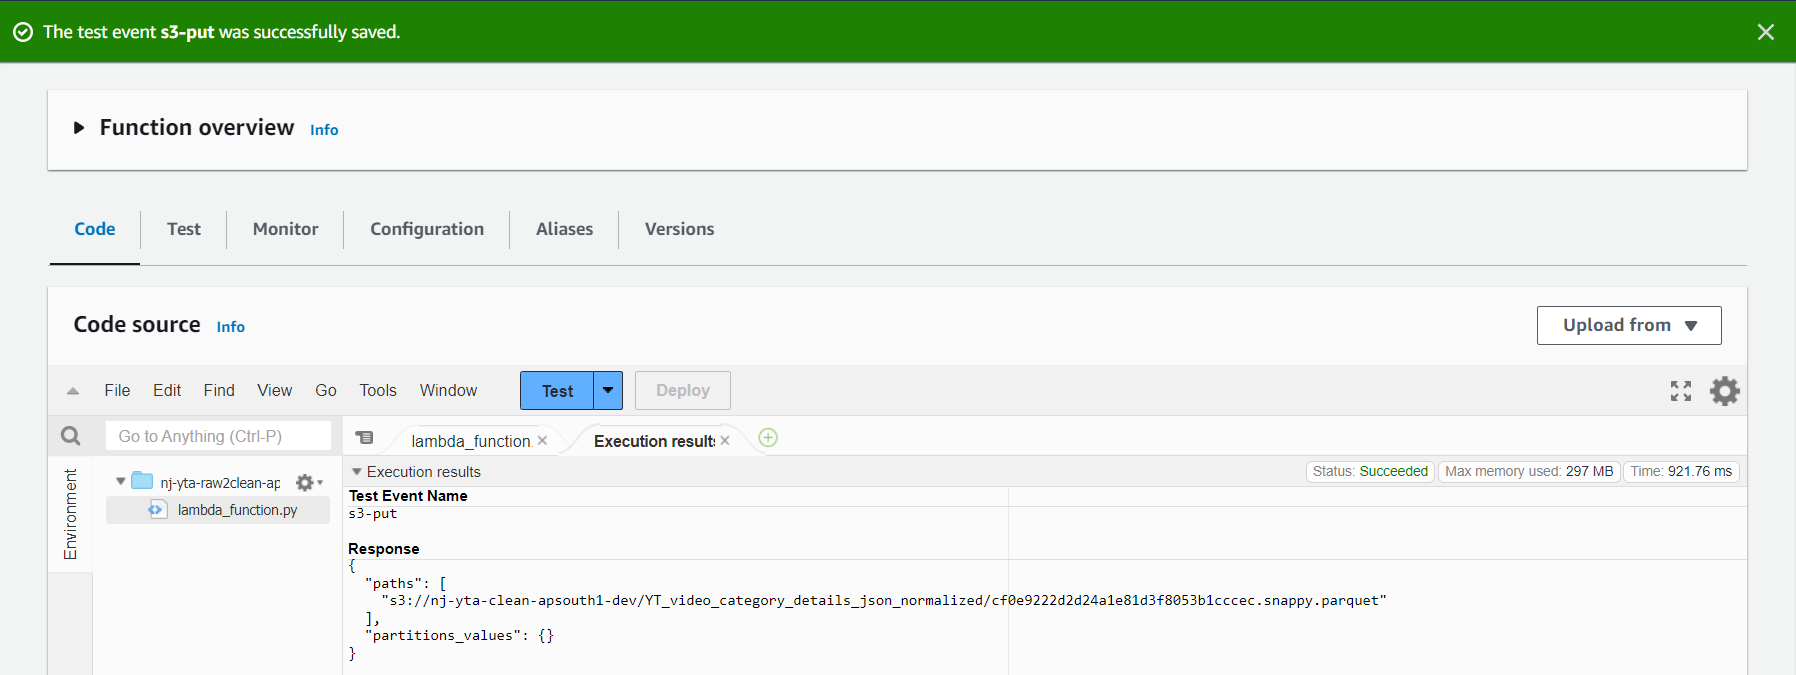 The test event s3-put was successfully saved.
Function overview Info
Code Test Monitor Configuration Aliases Versions
Code source Info
Upload from
File Edit Find View Go Tools Window Test Deploy
Go to Anything (Ctrl-P)
lambda_function.
Execution results
Environment
nj-yta-raw2clean-ap
lambda_function.py
Execution results
Status: Succeeded Max memory used: 297 MB Time: 921.76 ms
Test Event Name
s3-put
Response
{
"paths": [
"s3://nj-yta-clean-apsouth1-dev/YT_video_category_details_json_normalized/cf0e9222d2d24a1e81d3f8053b1cccec.snappy.parquet"
],
"partitions_values": {}
}